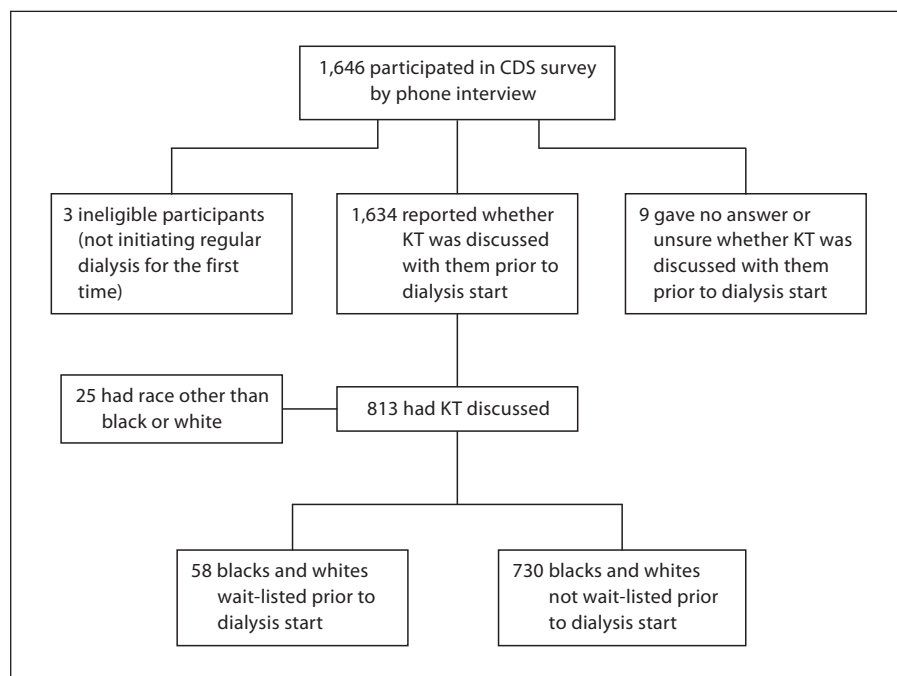 1,646 participated in CDS survey
by phone interview
3 ineligible participants
(not initiating regular
dialysis for the first
time)
1,634 reported whether
KT was discussed
with them prior to
dialysis start
9 gave no answer or
unsure whether KT was
discussed with them
prior to dialysis start
25 had race other than
black or white
813 had KT discussed
58 blacks and whites
wait-listed prior to
dialysis start
730 blacks and whites
not wait-listed prior
to dialysis start